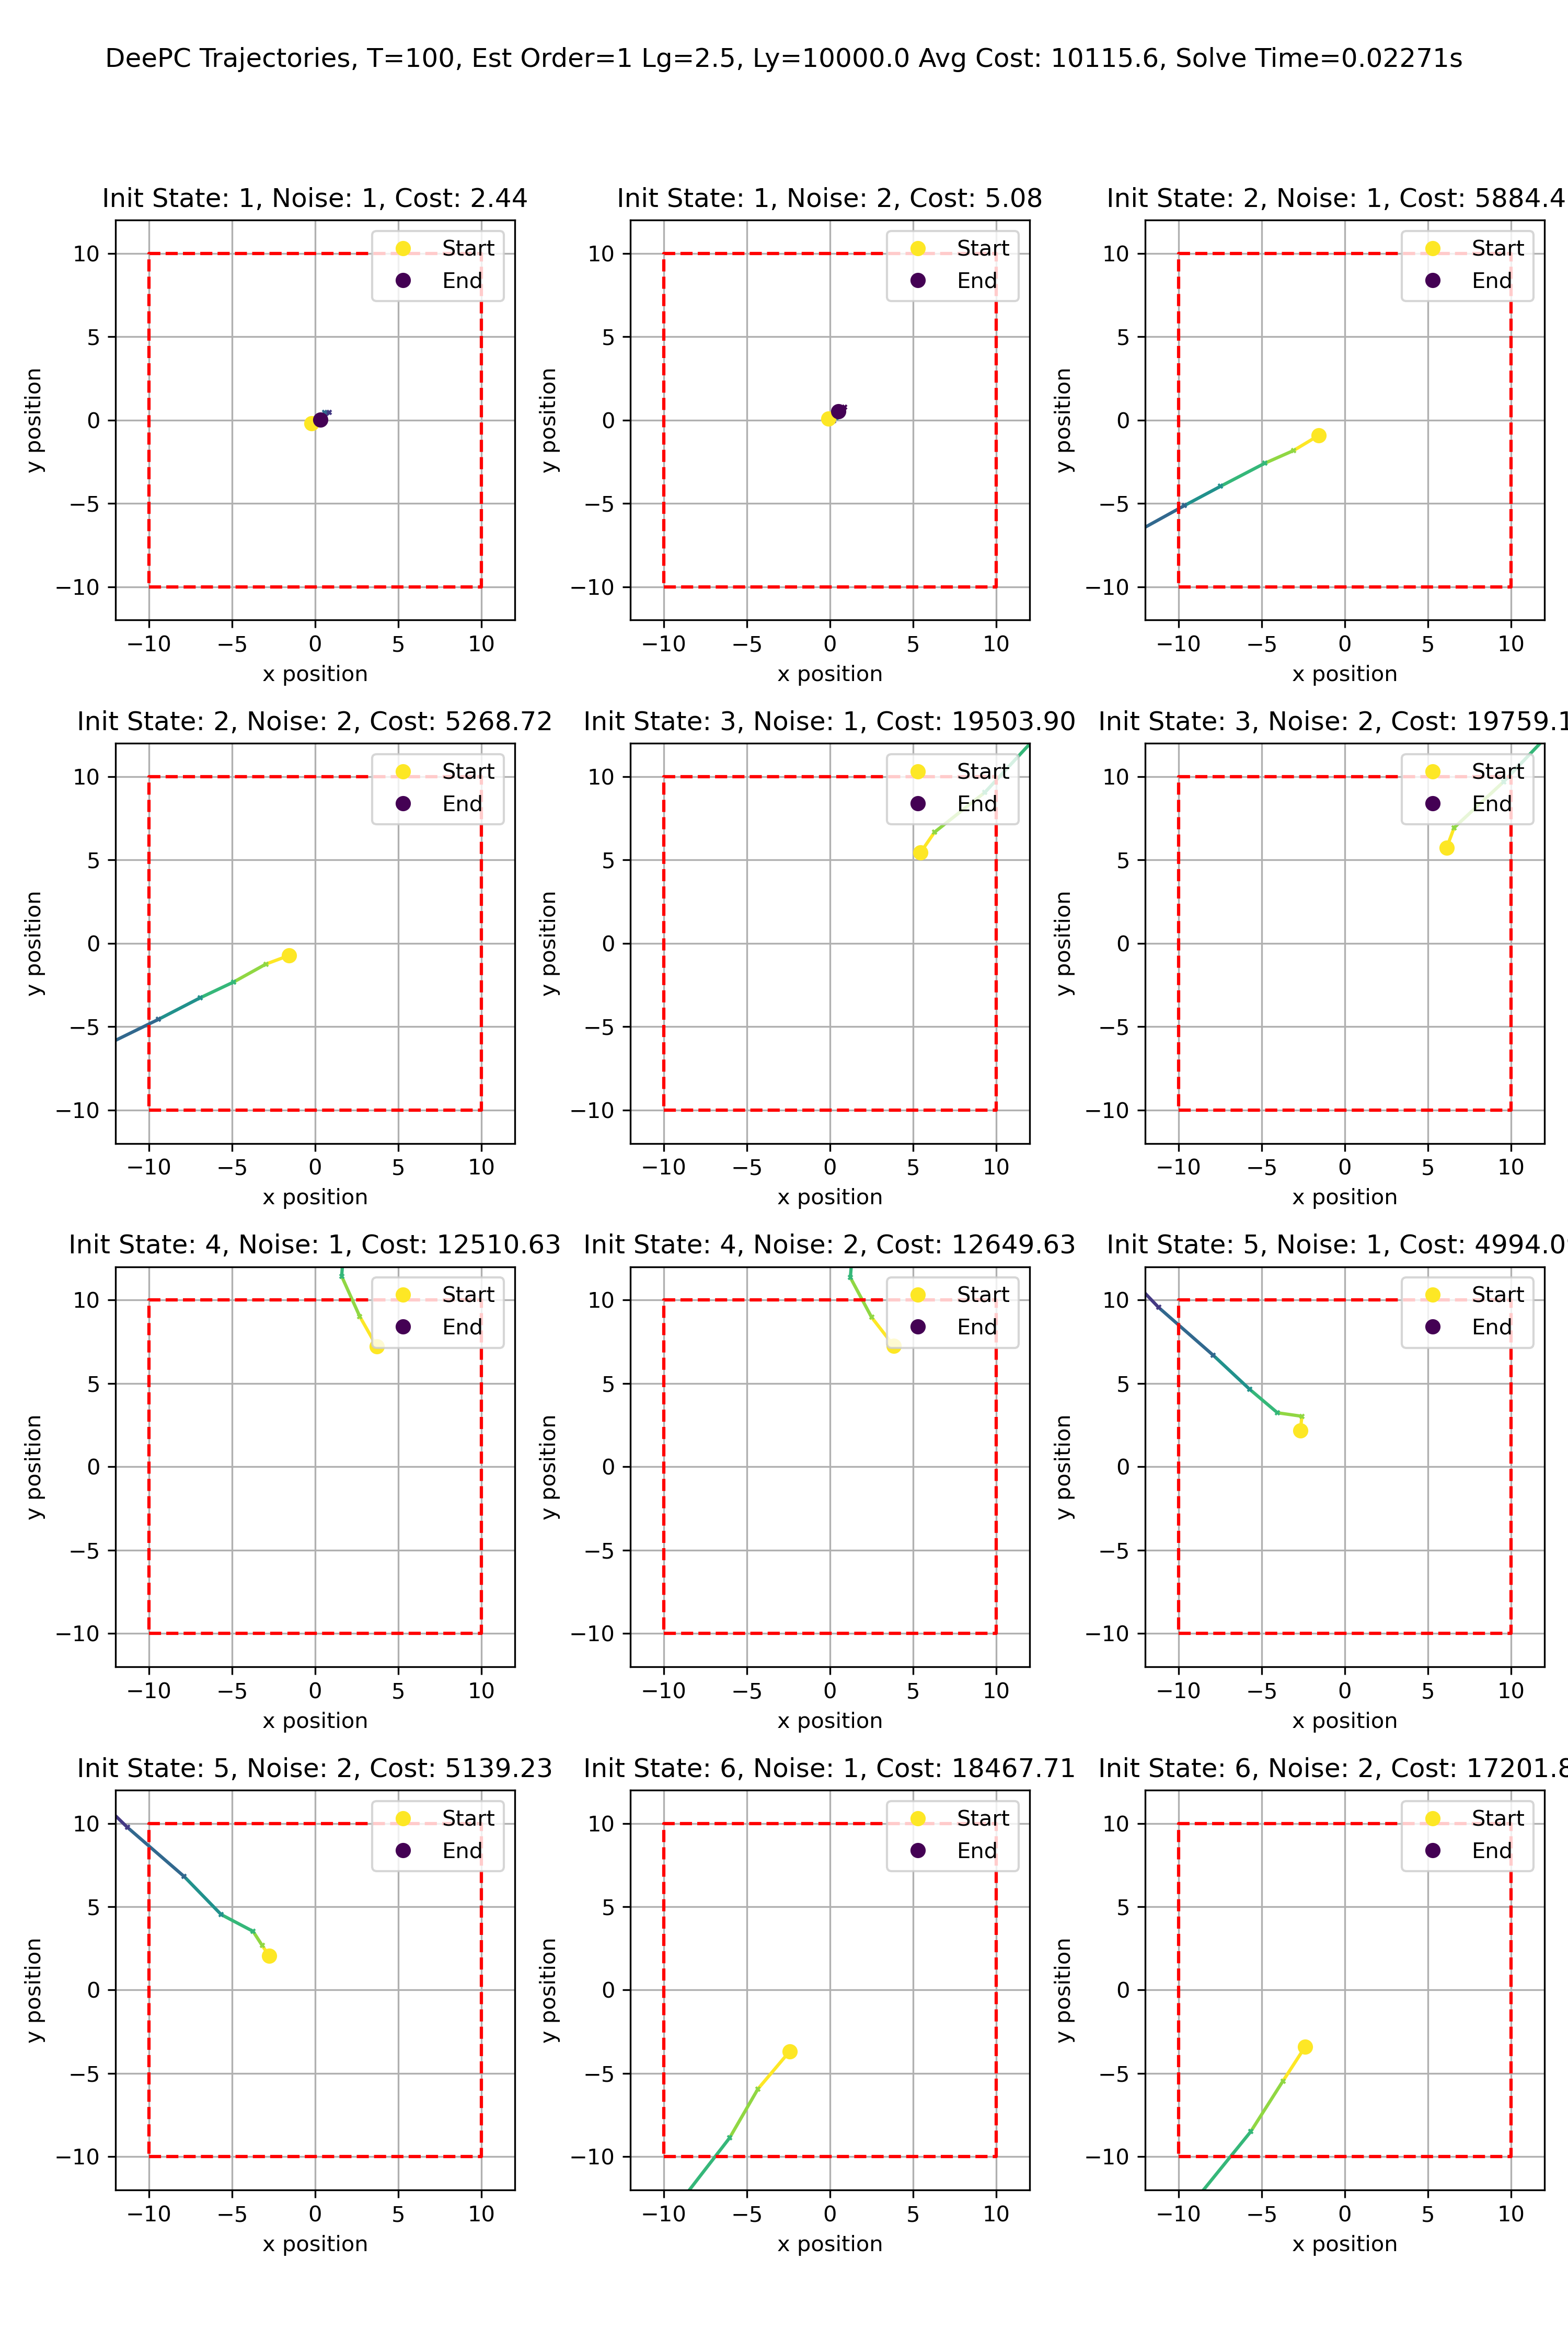 DeePC Trajectories, T=100, Est Order=1 Lg=2.5, Ly=10000.0 Avg Cost: 10115.6, Solve Time=0.02271s
Init State: 1, Noise: 1, Cost: 2.44
Start
End
10
5
0
−5
−10
y position
−10 −5 0 5 10
x position
Init State: 1, Noise: 2, Cost: 5.08
Start
End
10
5
0
−5
−10
y position
−10 −5 0 5 10
x position
Init State: 2, Noise: 1, Cost: 5884.4
Start
End
10
5
0
−5
−10
y position
−10 −5 0 5 10
x position
Init State: 2, Noise: 2, Cost: 5268.72
Start
End
10
5
0
−5
−10
y position
−10 −5 0 5 10
x position
Init State: 3, Noise: 1, Cost: 19503.90
Start
End
10
5
0
−5
−10
y position
−10 −5 0 5 10
x position
Init State: 3, Noise: 2, Cost: 19759.1
Start
End
10
5
0
−5
−10
y position
−10 −5 0 5 10
x position
Init State: 4, Noise: 1, Cost: 12510.63
Start
End
10
5
0
−5
−10
y position
−10 −5 0 5 10
x position
Init State: 4, Noise: 2, Cost: 12649.63
Start
End
10
5
0
−5
−10
y position
−10 −5 0 5 10
x position
Init State: 5, Noise: 1, Cost: 4994.0
Start
End
10
5
0
−5
−10
y position
−10 −5 0 5 10
x position
Init State: 5, Noise: 2, Cost: 5139.23
Start
End
10
5
0
−5
−10
y position
−10 −5 0 5 10
x position
Init State: 6, Noise: 1, Cost: 18467.71
Start
End
10
5
0
−5
−10
y position
−10 −5 0 5 10
x position
Init State: 6, Noise: 2, Cost: 17201.8
Start
End
10
5
0
−5
−10
y position
−10 −5 0 5 10
x position